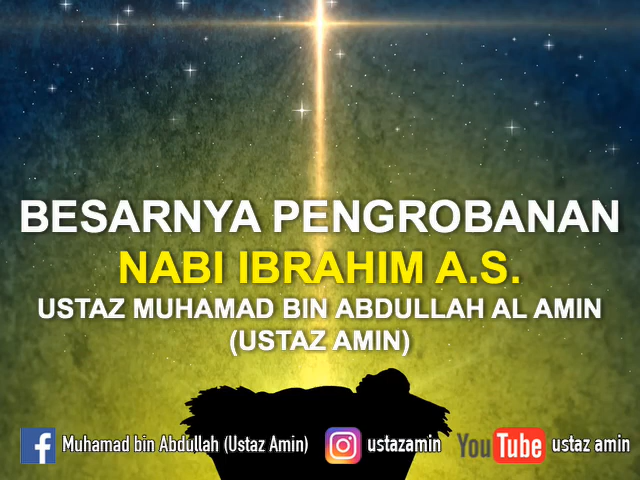 BESARNYA PENGROBANAN
NABI IBRAHIM A.S.
USTAZ MUHAMAD BIN ABDULLAH AL AMIN
(USTAZ AMIN)
f Muhamad bin Abdullah (Ustaz Amin) ustazamin YouTube ustaz amin